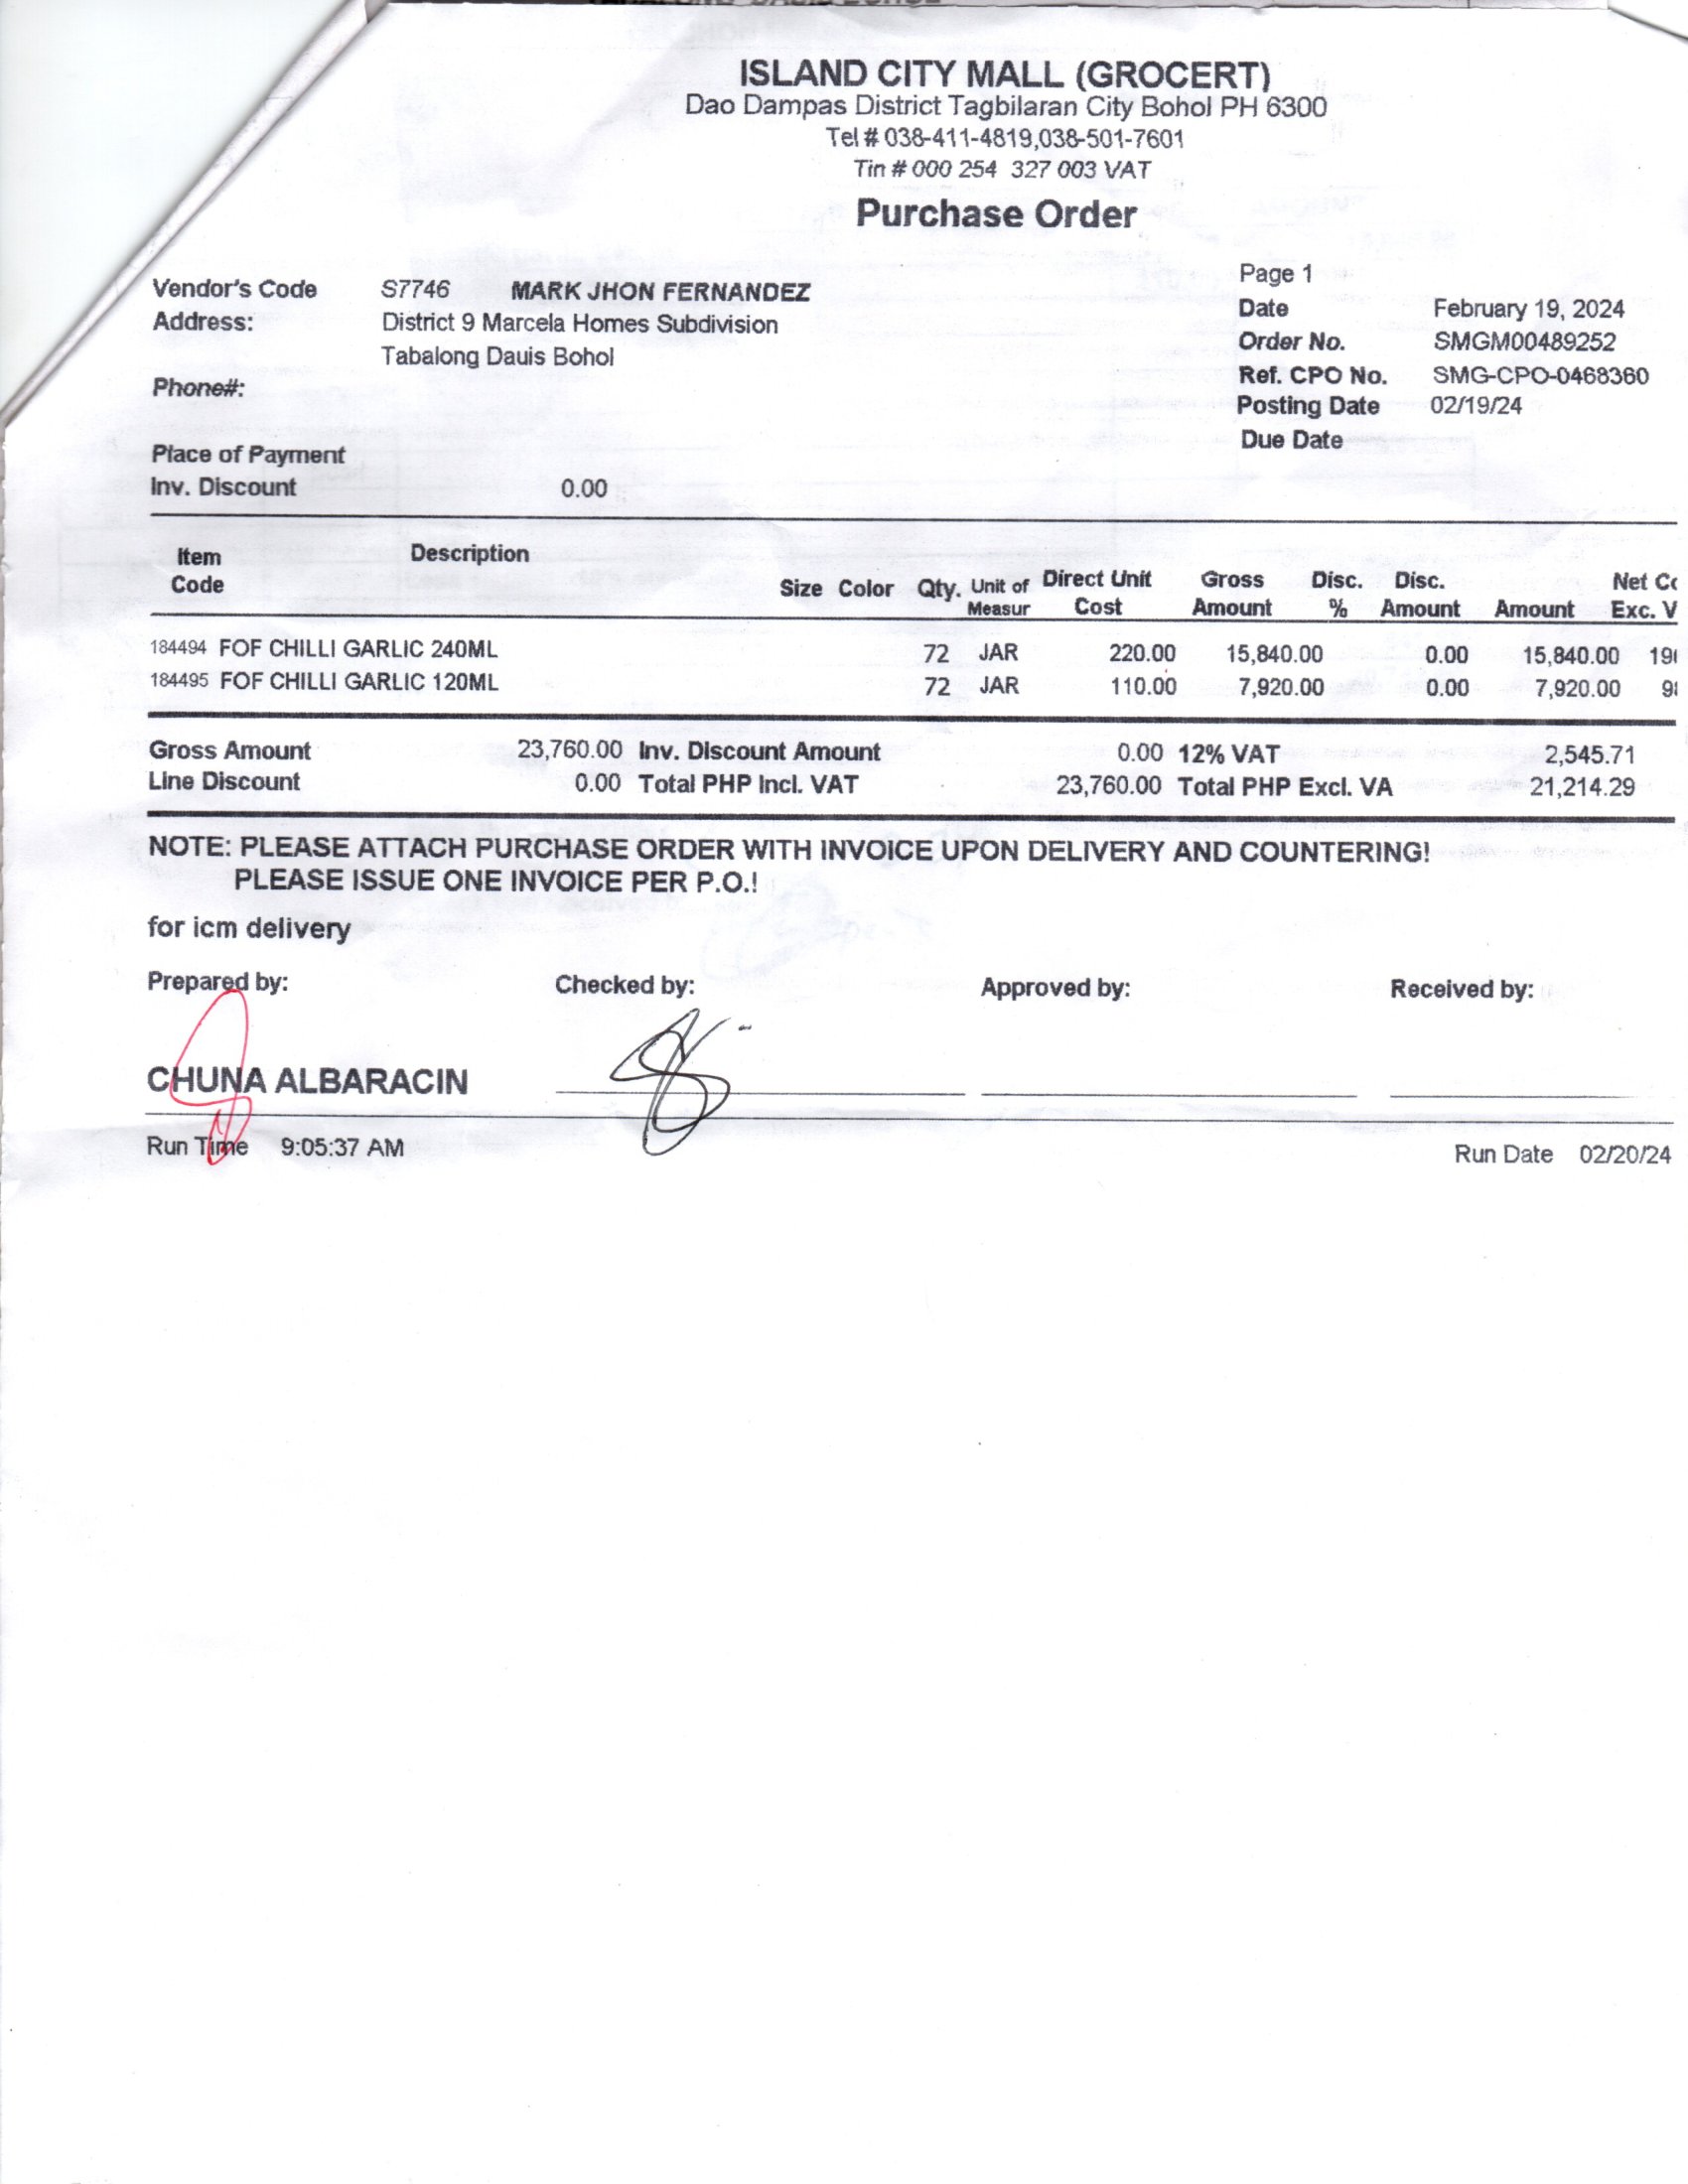 ISLAND CITY MALL (GROCERT)
Dao Dampas District Tagbilaran City Bohol PH 6300
Tel # 038-411-4819,038-501-7601
Tin # 000 254 327 003 VAT
Purchase Order
Page 1
Vendor's Code S7746 MARK JHON FERNANDEZ
Date February 19, 2024
Address: District 9 Marcela Homes Subdivision
Order No. SMGM00489252
Tabalong Dauis Bohol
Ref. CPO No. SMG-CPO-0468360
Phone#:
Posting Date 02/19/24
Due Date
Place of Payment
Inv. Discount 0.00
Item Code Description Size Color Qty. Unit of Measur Direct Unit Cost Gross Amount Disc. % Disc. Amount Amount Net Exc.
184494 FOF CHILLI GARLIC 240ML 72 JAR 220.00 15,840.00 0.00 15,840.00
184495 FOF CHILLI GARLIC 120ML 72 JAR 110.00 7,920.00 0.00 7,920.00
Gross Amount 23,760.00 Inv. Discount Amount 0.00 12% VAT 2,545.71
Line Discount 0.00 Total PHP Incl. VAT 23,760.00 Total PHP Excl. VA 21,214.29
NOTE: PLEASE ATTACH PURCHASE ORDER WITH INVOICE UPON DELIVERY AND COUNTERING!
PLEASE ISSUE ONE INVOICE PER P.O.!
for icm delivery
Prepared by: Checked by: Approved by: Received by:
CHUNA ALBARACIN
Run Time 9:05:37 AM Run Date 02/20/24